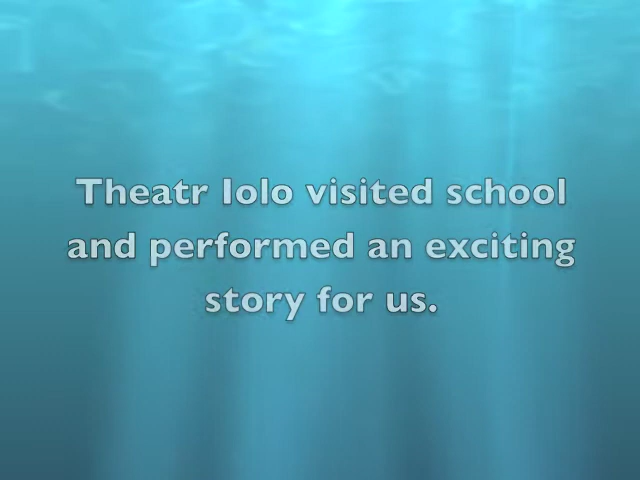 Theatr Iolo visited school
and performed an exciting
story for us.